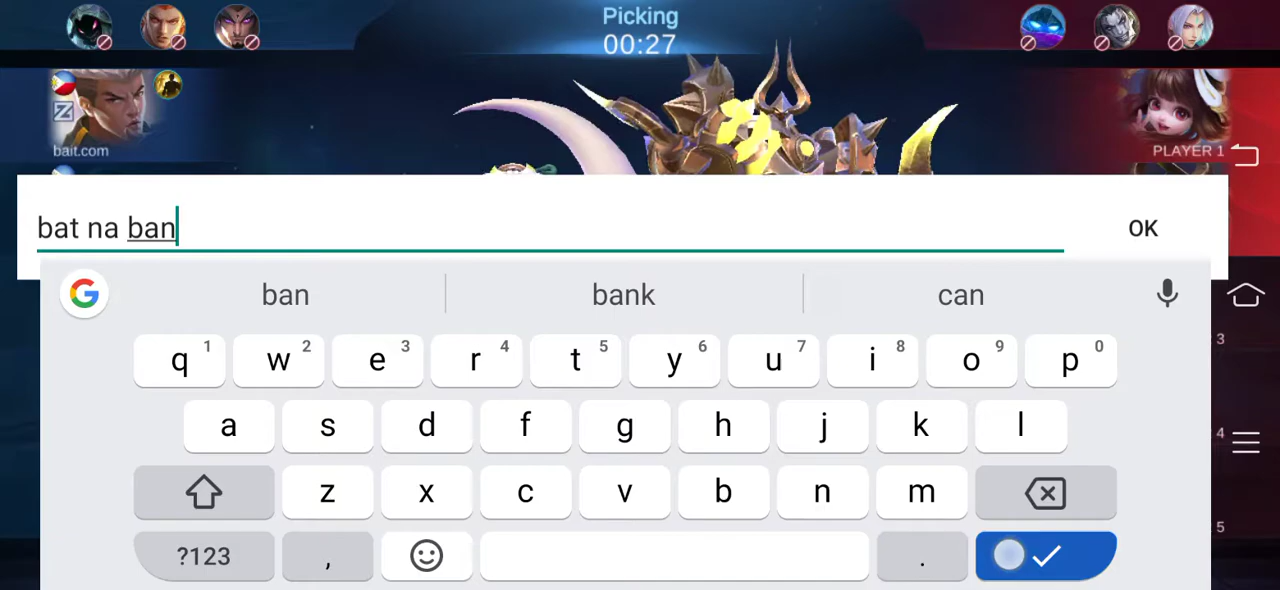 Picking
00:27
bait.com
PLAYER 1
bat na ban
OK
ban bank can
q 1 w 2 e 3 r 4 t 5 y 6 u 7 i 8 o 9 p 0
3
a s d f g h j k l
4
z x c v b n m
5
?123 , .